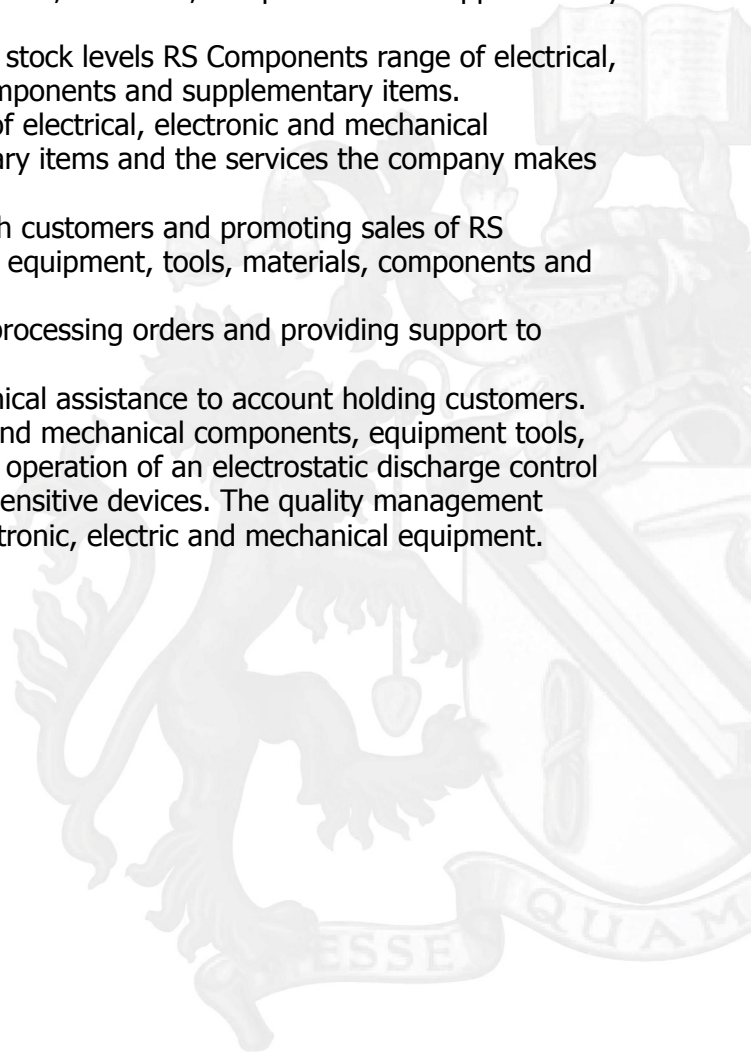 stock levels RS Components range of electrical,
mponents and supplementary items.
of electrical, electronic and mechanical
ary items and the services the company makes
h customers and promoting sales of RS
equipment, tools, materials, components and
processing orders and providing support to
nical assistance to account holding customers.
nd mechanical components, equipment tools,
operation of an electrostatic discharge control
ensitive devices. The quality management
tronic, electric and mechanical equipment.
ESSE
QUAM